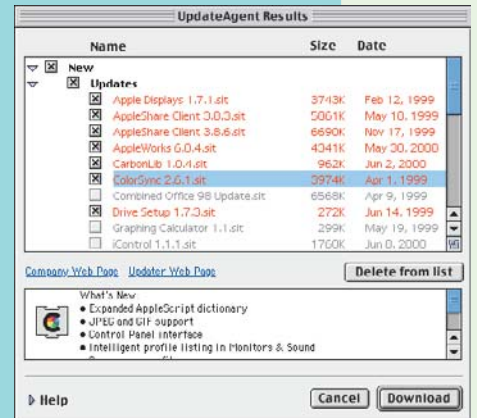 UpdateAgent Results
Name Size Date
New
Updates
Apple Displays 1.7.1.sit 3743K Feb 12, 1999
AppleShare Client 3.8.3.sit 5061K May 10, 1999
AppleShare Client 3.8.6.sit 6690K Nov 17, 1999
AppleWorks 6.0.4.sit 4341K May 30, 2000
CarbonLib 1.0.4.sit 962K Jun 2, 2000
ColorSync 2.6.1.sit 3974K Apr 1, 1999
Combined Office 98 Update.sit 6568K Apr 9, 1999
Drive Setup 1.7.3.sit 272K Jun 14, 1999
Graphing Calculator 1.1.sit 299K May 19, 1999
iControl 1.1.1.sit 1760K Jun 8, 2000
Company Web Page Updater Web Page Delete from list
What's New
• Expanded AppleScript dictionary
• JPEG and GIF support
• Control Panel interface
• Intelligent profile listing in Monitors & Sound
Help Cancel Download